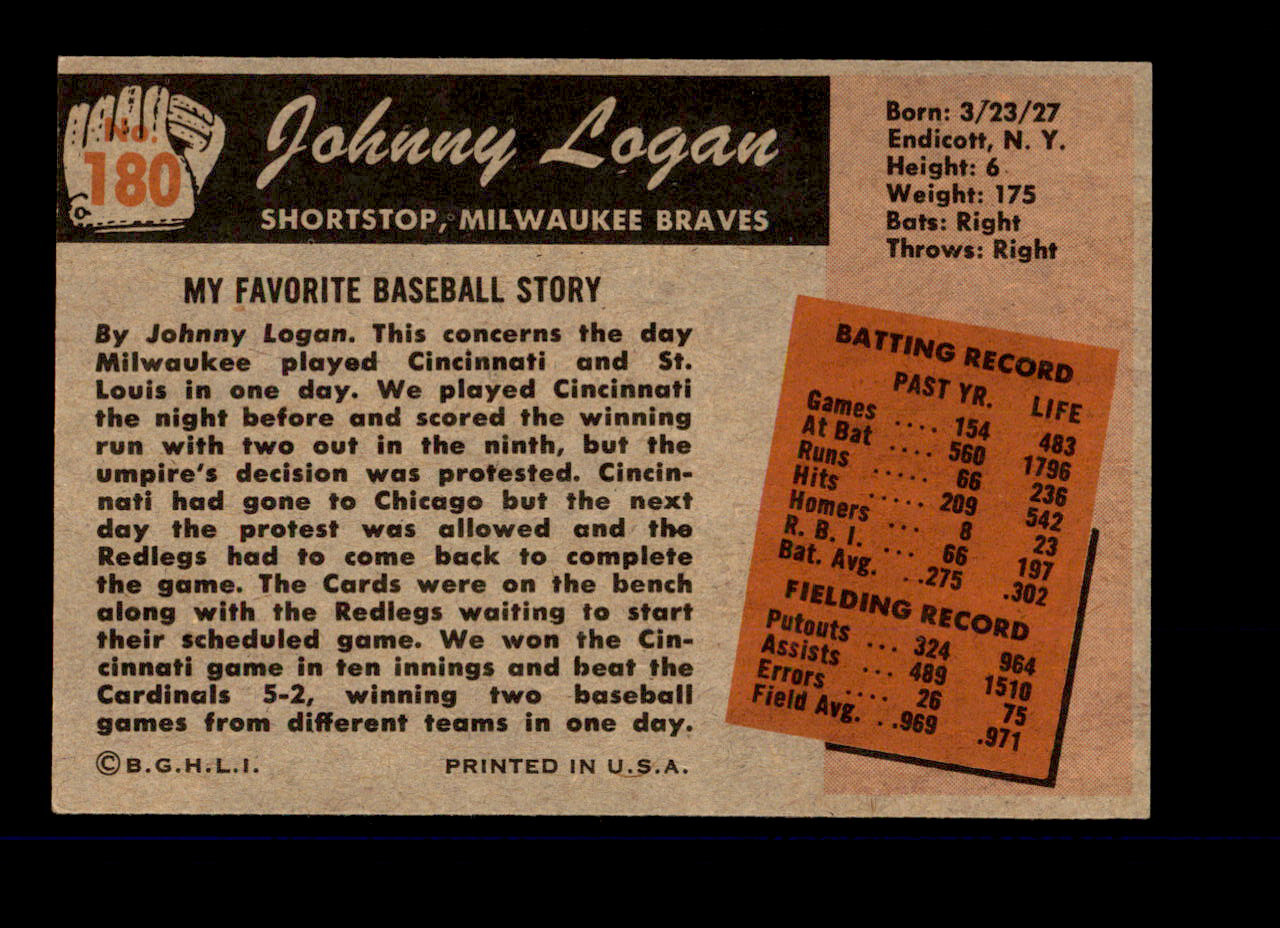 No.
180
Johnny Logan
SHORTSTOP, MILWAUKEE BRAVES
Born: 3/23/27
Endicott, N. Y.
Height: 6
Weight: 175
Bats: Right
Throws: Right
MY FAVORITE BASEBALL STORY
By Johnny Logan. This concerns the day
Milwaukee played Cincinnati and St.
Louis in one day. We played Cincinnati
the night before and scored the winning
run with two out in the ninth, but the
umpire's decision was protested. Cincin-
nati had gone to Chicago but the next
day the protest was allowed and the
Redlegs had to come back to complete
the game. The Cards were on the bench
along with the Redlegs waiting to start
their scheduled game. We won the Cin-
cinnati game in ten innings and beat the
Cardinals 5-2, winning two baseball
games from different teams in one day.
©B.G.H.L.I. PRINTED IN U.S.A.
BATTING RECORD
PAST YR. LIFE
Games .... 154 483
At Bat .... 560 1796
Runs ..... 66 236
Hits ..... 209 542
Homers ... 8 23
R. B. I. ... 66 197
Bat. Avg. ..275 .302
FIELDING RECORD
Putouts ... 324 964
Assists ... 489 1510
Errors .... 26 75
Field Avg. ..969 .971